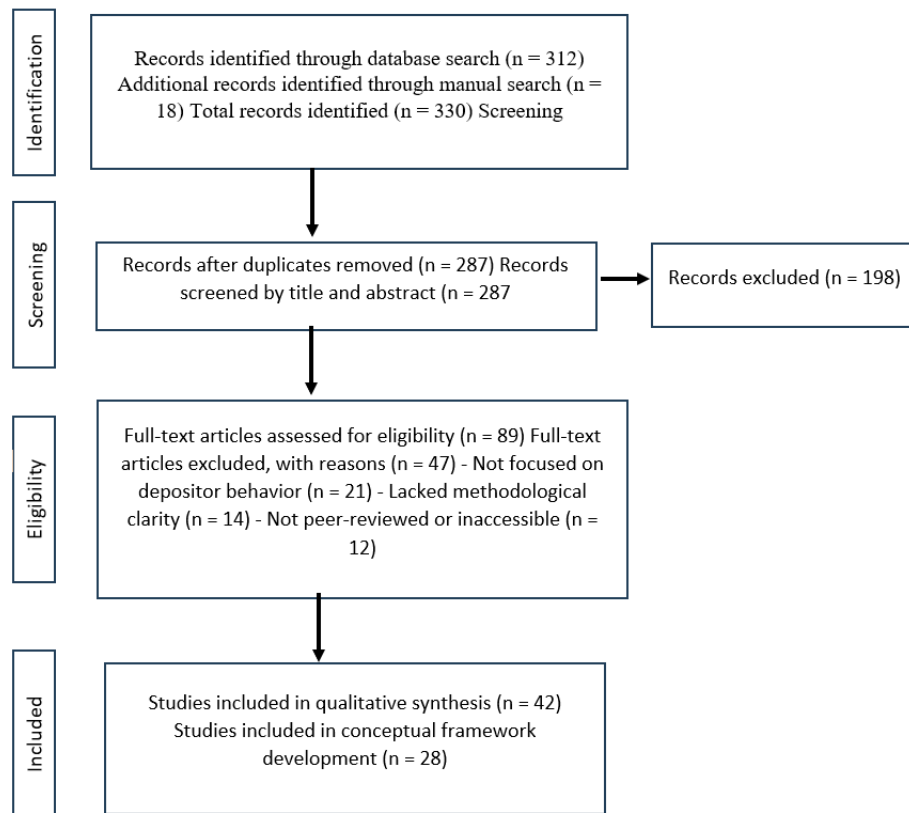 Identification
Records identified through database search (n = 312)
Additional records identified through manual search (n =
18) Total records identified (n = 330) Screening
Screening
Records after duplicates removed (n = 287) Records
screened by title and abstract (n = 287
Records excluded (n = 198)
Eligibility
Full-text articles assessed for eligibility (n = 89) Full-text
articles excluded, with reasons (n = 47) - Not focused on
depositor behavior (n = 21) - Lacked methodological
clarity (n = 14) - Not peer-reviewed or inaccessible (n =
12)
Included
Studies included in qualitative synthesis (n = 42)
Studies included in conceptual framework
development (n = 28)